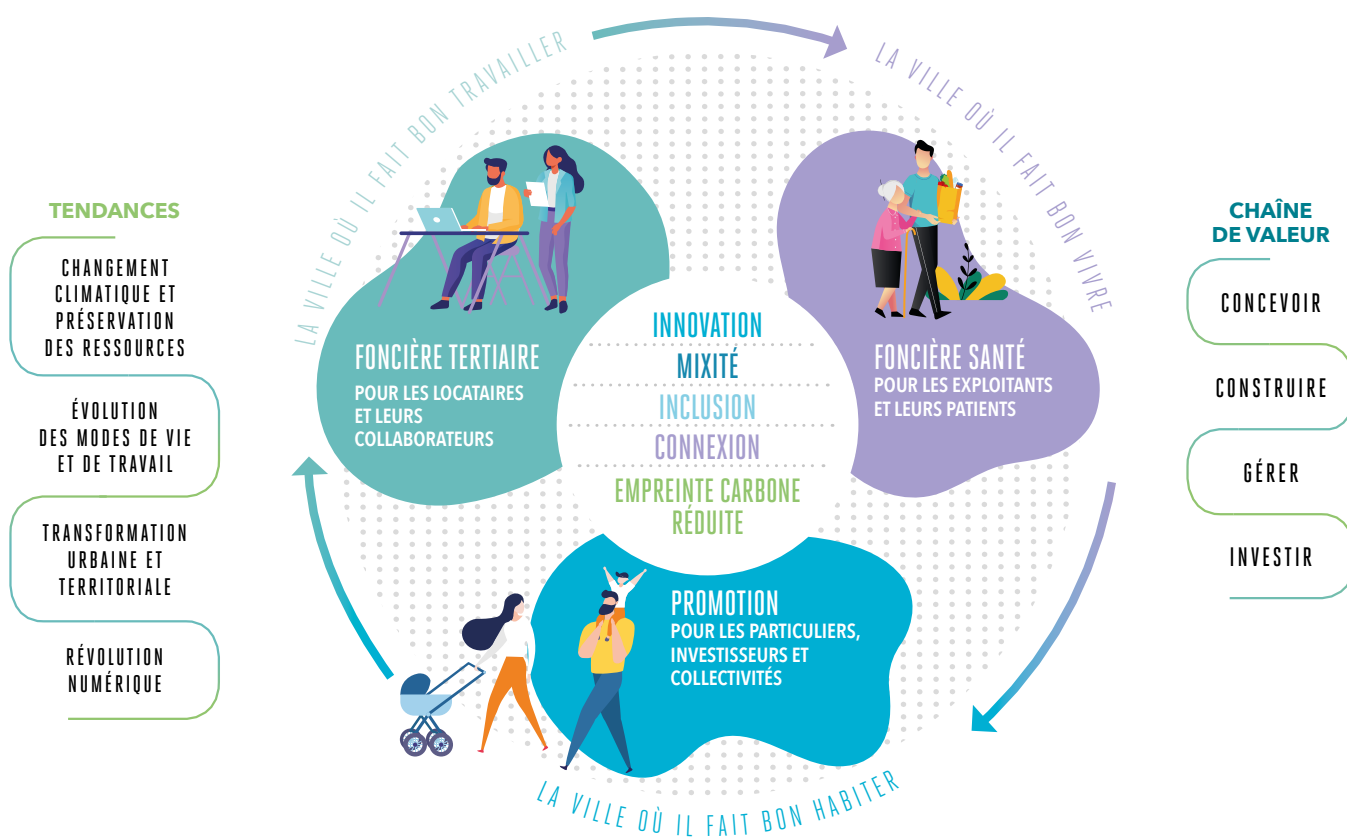 TENDANCES
CHANGEMENT
CLIMATIQUE ET
PRÉSERVATION
DES RESSOURCES
ÉVOLUTION
DES MODES DE VIE
ET DE TRAVAIL
TRANSFORMATION
URBAINE ET
TERRITORIALE
RÉVOLUTION
NUMÉRIQUE
LA VILLE OÙ IL FAIT BON TRAVAILLER
FONCIÈRE TERTIAIRE
POUR LES LOCATAIRES
ET LEURS
COLLABORATEURS
LA VILLE OÙ IL FAIT BON VIVRE
FONCIÈRE SANTÉ
POUR LES EXPLOITANTS
ET LEURS PATIENTS
INNOVATION
MIXITÉ
INCLUSION
CONNEXION
EMPREINTE CARBONE
RÉDUITE
PROMOTION
POUR LES PARTICULIERS,
INVESTISSEURS ET
COLLECTIVITÉS
LA VILLE OÙ IL FAIT BON HABITER
CHAÎNE
DE VALEUR
CONCEVOIR
CONSTRUIRE
GÉRER
INVESTIR